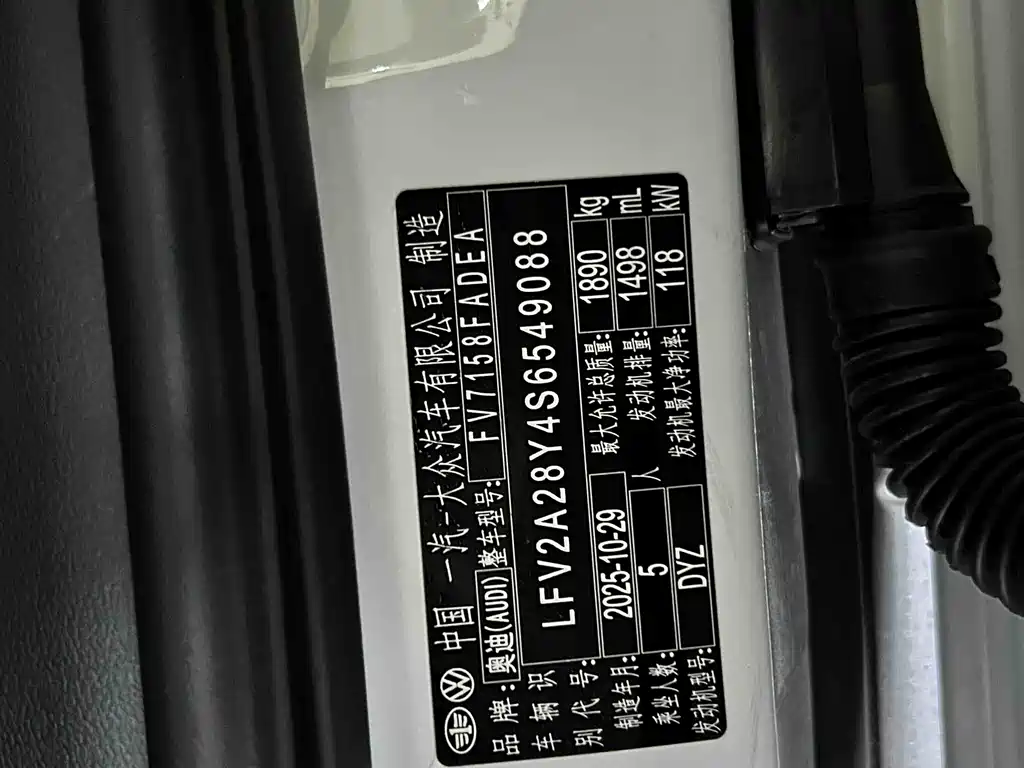 中国 一汽-大众汽车有限公司 制造
品牌: 奥迪(AUDI) 整车型号: FV7158FADEA
车辆识别代号: LFV2A28Y4S6549088
制造年月: 2025-10-29 最大允许总质量: 1890 kg
乘坐人数: 5 人 发动机排量: 1498 mL
发动机型号: DYZ 发动机最大净功率: 118 kW